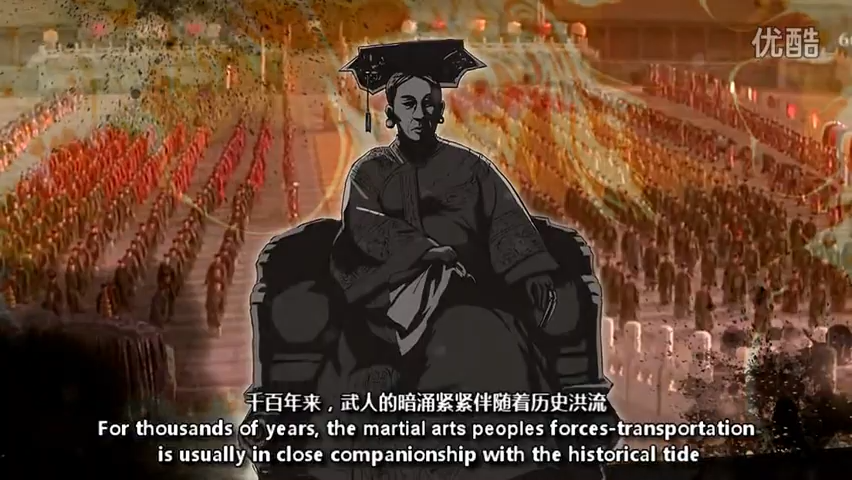 优酷
千百年来，武人的暗涌紧紧伴随着历史洪流
For thousands of years, the martial arts peoples forces-transportation
is usually in close companionship with the historical tide